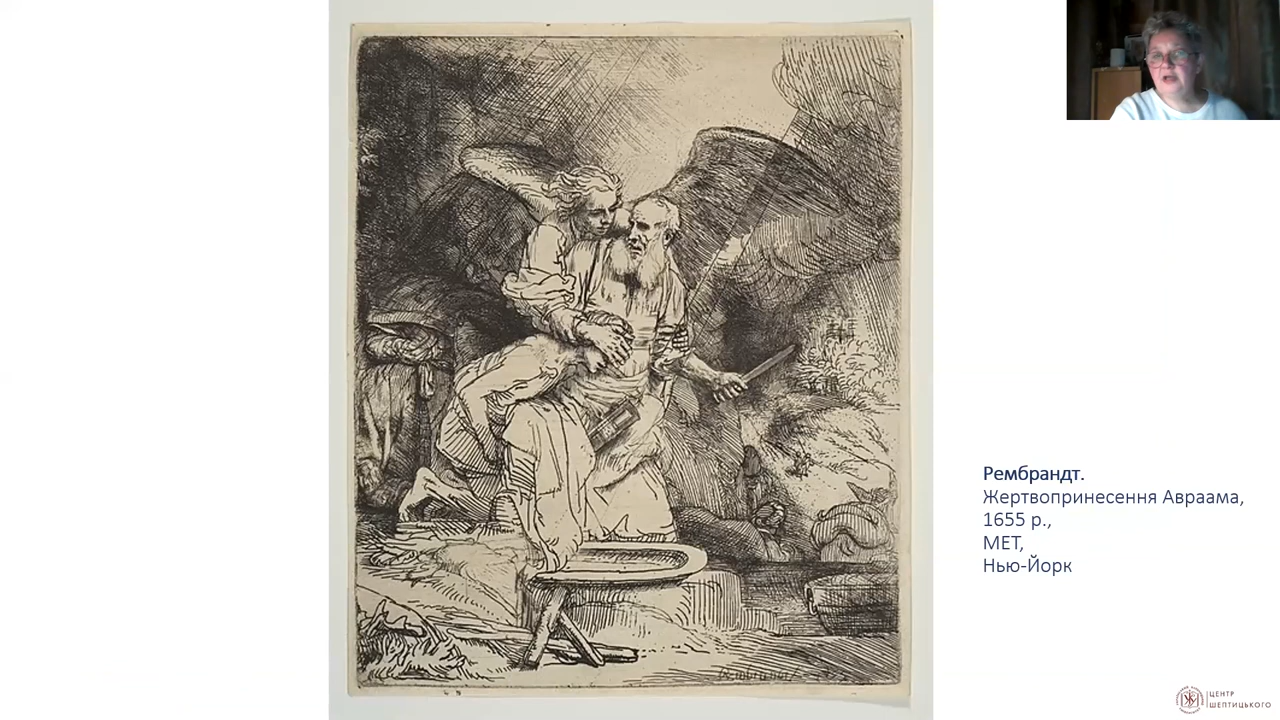 Рембрандт.
Жертвопринесення Авраама,
1655 р.,
МЕТ,
Нью-Йорк
ЦЕНТР
ШЕПТИЦЬКОГО